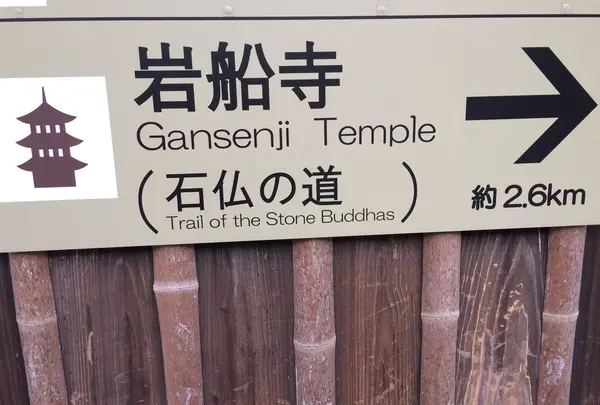 岩船寺
Gansenji Temple
(石仏の道
Trail of the Stone Buddhas)
約2.6km